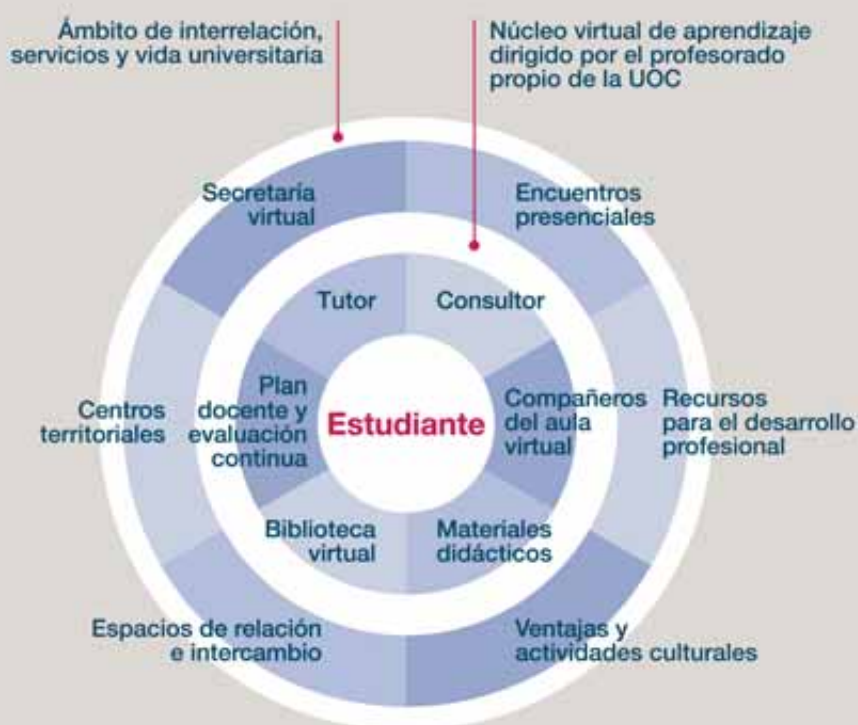 Ámbito de interrelación,
servicios y vida universitaria
Núcleo virtual de aprendizaje
dirigido por el profesorado
propio de la UOC
Secretaría
virtual
Encuentros
presenciales
Tutor
Consultor
Centros
territoriales
Plan
docente y
evaluación
continua
Estudiante
Compañeros
del aula
virtual
Recursos
para el desarrollo
profesional
Biblioteca
virtual
Materiales
didácticos
Espacios de relación
e intercambio
Ventajas y
actividades culturales